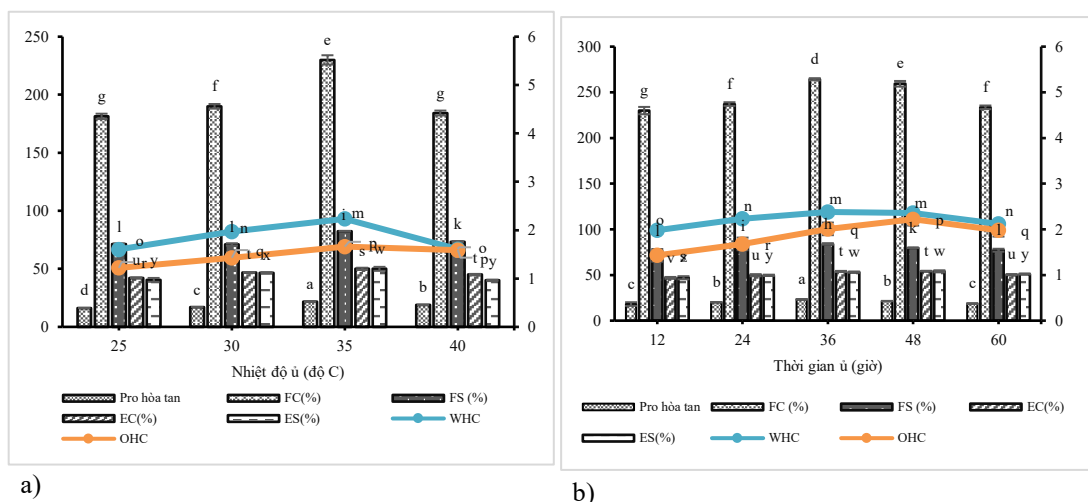 250
200
150
100
50
0
6
5
4
3
2
1
0
g
f
e
g
l
l
i
k
o
n
m
o
u r y
t q x
s p w
t p y
d
c
a
b
25
30
35
40
Nhiệt độ ủ (độ C)
Pro hòa tan
FC(%)
FS (%)
EC(%)
ES(%)
WHC
OHC
a)
300
250
200
150
100
50
0
6
5
4
3
2
1
0
g
f
d
e
f
o
n
m
m
n
i
k
l
r
q
p
q
v
u y
t w
t w
u y
c
b
a
b
c
12
24
36
48
60
Thời gian ủ (giờ)
Pro hòa tan
FC (%)
FS (%)
EC(%)
ES(%)
WHC
OHC
b)